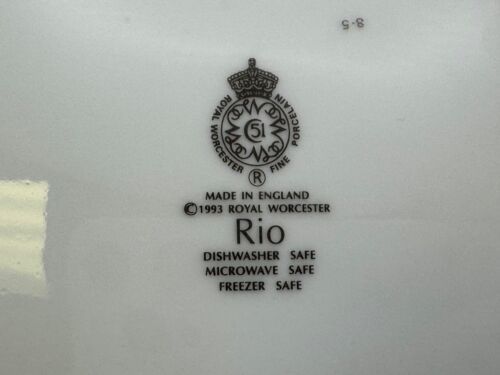 8-5
ROYAL WORCESTER FINE PORCELAIN
C 51
®
MADE IN ENGLAND
©1993 ROYAL WORCESTER
Rio
DISHWASHER SAFE
MICROWAVE SAFE
FREEZER SAFE